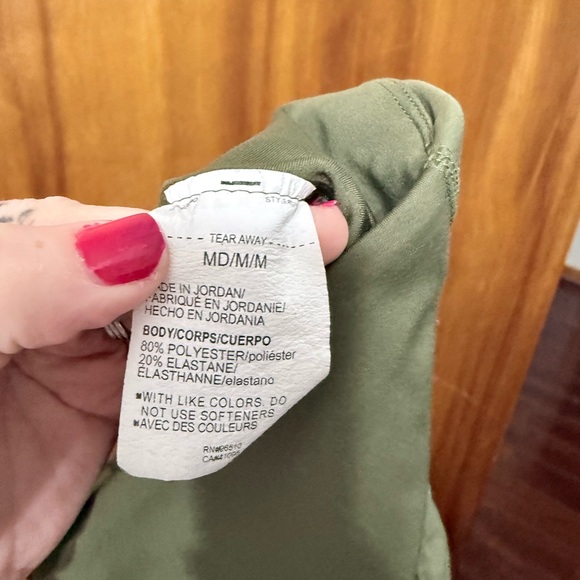 TEAR AWAY
MD/M/M
ADE IN JORDAN/
FABRIQUÉ EN JORDANIE/
HECHO EN JORDANIA
BODY/CORPS/CUERPO
80% POLYESTER/poliéster
20% ELASTANE/
ÉLASTHANNE/elastano
WITH LIKE COLORS. DO
NOT USE SOFTENERS
AVEC DES COULEURS